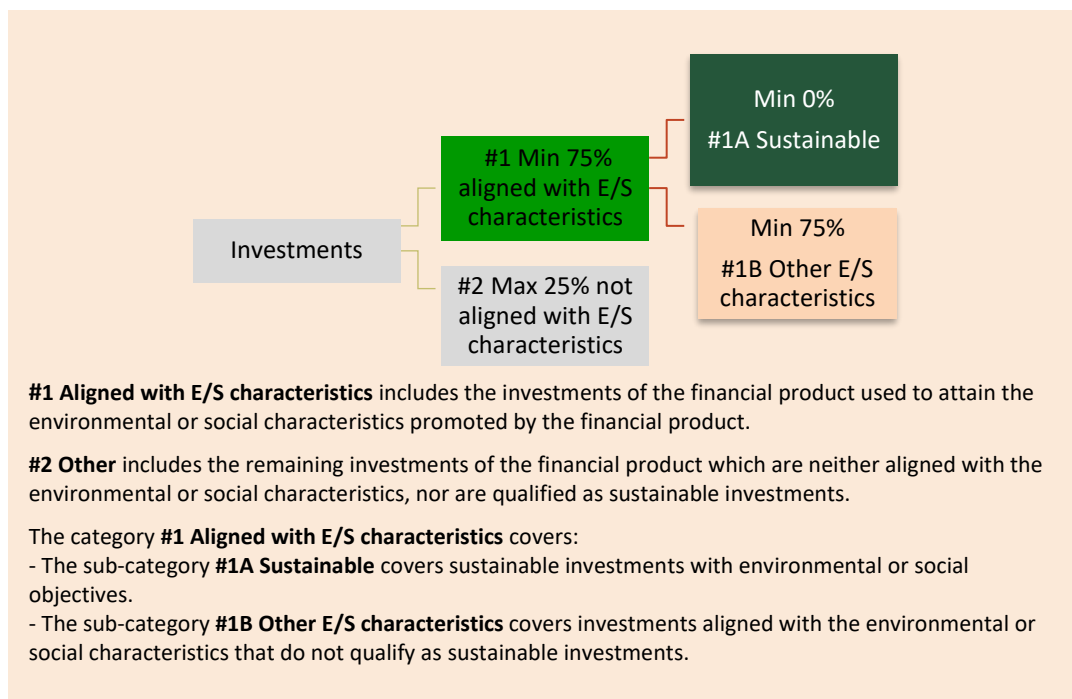 Min 0%
#1A Sustainable
#1 Min 75%
aligned with E/S
characteristics
Investments
Min 75%
#1B Other E/S
characteristics
#2 Max 25% not
aligned with E/S
characteristics
#1 Aligned with E/S characteristics includes the investments of the financial product used to attain the
environmental or social characteristics promoted by the financial product.
#2 Other includes the remaining investments of the financial product which are neither aligned with the
environmental or social characteristics, nor are qualified as sustainable investments.
The category #1 Aligned with E/S characteristics covers:
- The sub-category #1A Sustainable covers sustainable investments with environmental or social
objectives.
- The sub-category #1B Other E/S characteristics covers investments aligned with the environmental or
social characteristics that do not qualify as sustainable investments.